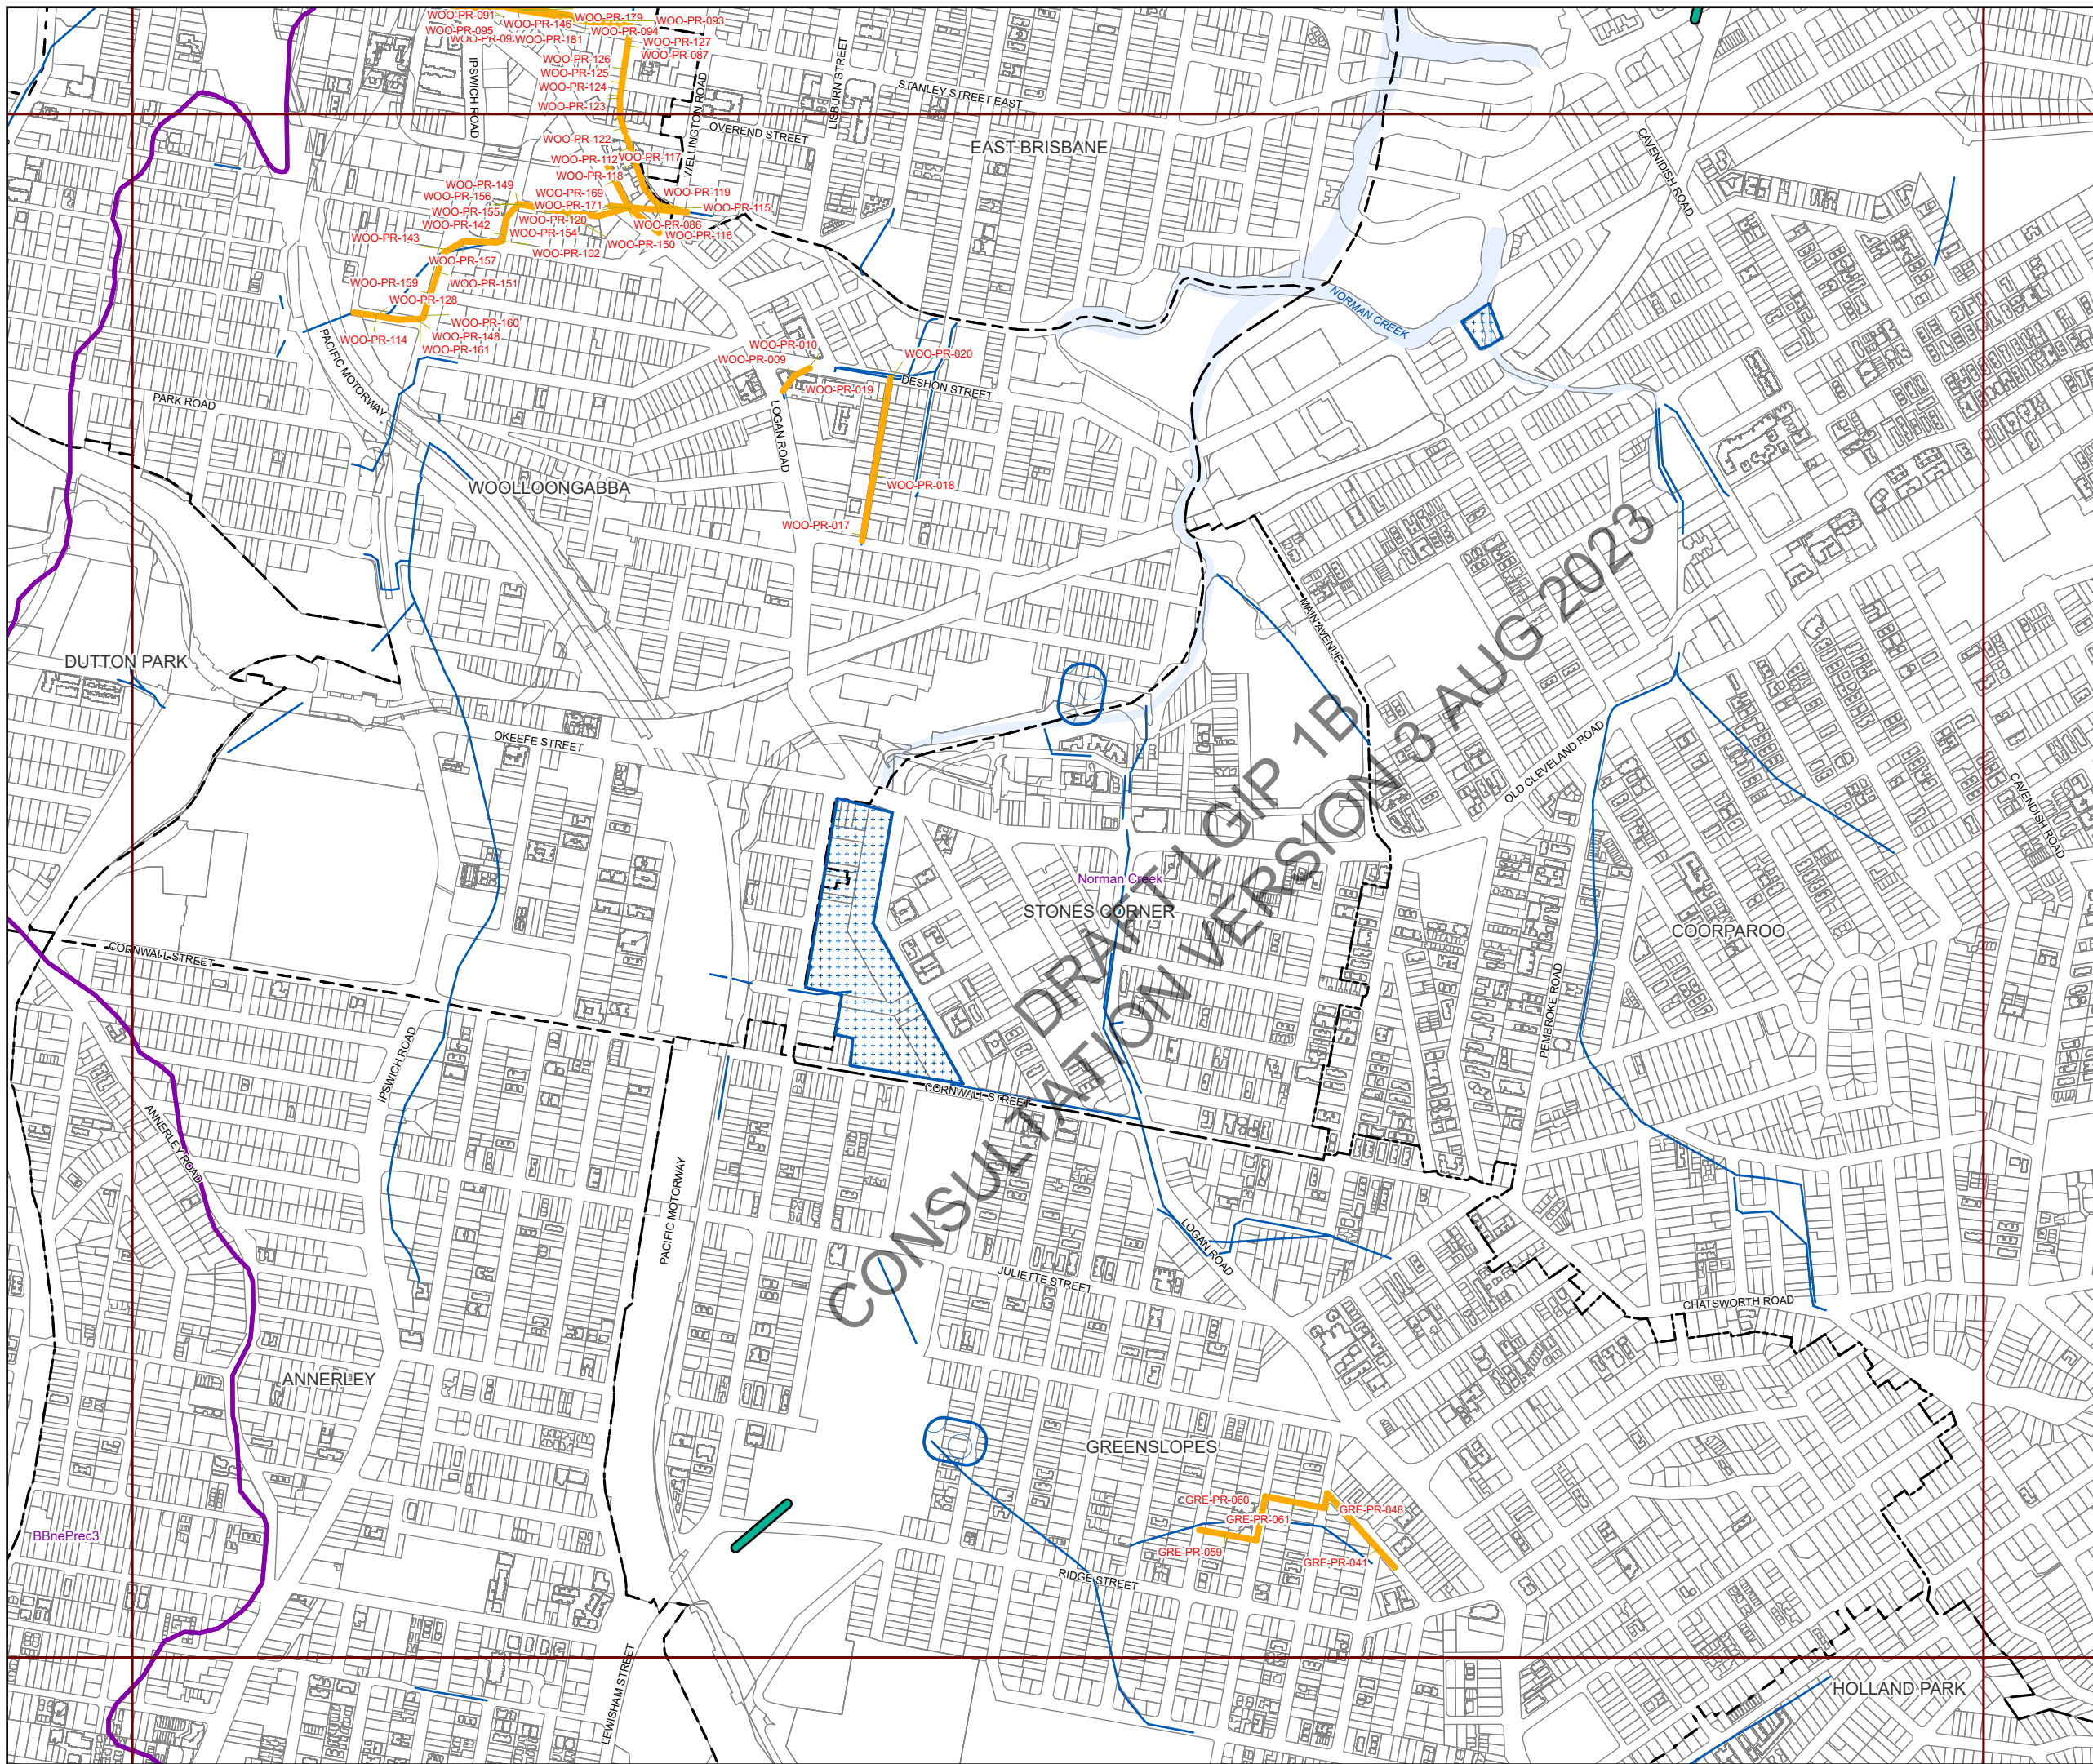 WOO-PR-091
WOO-PR-179
WOO-PR-093
WOO-PR-146
WOO-PR-095
WOO-PR-094
WOO-PR-181
WOO-PR-127
WOO-PR-087
WOO-PR-126
WOO-PR-125
WOO-PR-124
WOO-PR-123
IPSWICH ROAD
LISBURN STREET
STANLEY STREET EAST
WELLINGTON ROAD
OVEREND STREET
EAST BRISBANE
CAVENDISH ROAD
WOO-PR-122
WOO-PR-112
WOO-PR-117
WOO-PR-118
WOO-PR-149
WOO-PR-169
WOO-PR-119
WOO-PR-156
WOO-PR-171
WOO-PR-115
WOO-PR-155
WOO-PR-120
WOO-PR-142
WOO-PR-086
WOO-PR-154
WOO-PR-116
WOO-PR-143
WOO-PR-150
WOO-PR-102
WOO-PR-157
WOO-PR-159
WOO-PR-151
WOO-PR-128
WOO-PR-160
WOO-PR-114
WOO-PR-148
WOO-PR-161
NORMAN CREEK
PACIFIC MOTORWAY
WOO-PR-010
WOO-PR-009
WOO-PR-020
WOO-PR-019
DESHON STREET
PARK ROAD
LOGAN ROAD
WOOLLOONGABBA
WOO-PR-018
WOO-PR-017
MAIN AVENUE
DUTTON PARK
OKEEFE STREET
OLD CLEVELAND ROAD
CAVENDISH ROAD
Norman Creek
STONES CORNER
COORPAROO
CORNWALL STREET
PEMBROKE ROAD
IPSWICH ROAD
CORNWALL STREET
ANNERLEY ROAD
PACIFIC MOTORWAY
LOGAN ROAD
JULIETTE STREET
CHATSWORTH ROAD
ANNERLEY
GREENSLOPES
GRE-PR-060
GRE-PR-048
GRE-PR-061
GRE-PR-059
GRE-PR-041
BBnePrec3
RIDGE STREET
LEWISHAM STREET
HOLLAND PARK
DRAFT LGIP 1B
CONSULTATION VERSION 3 AUG 2023